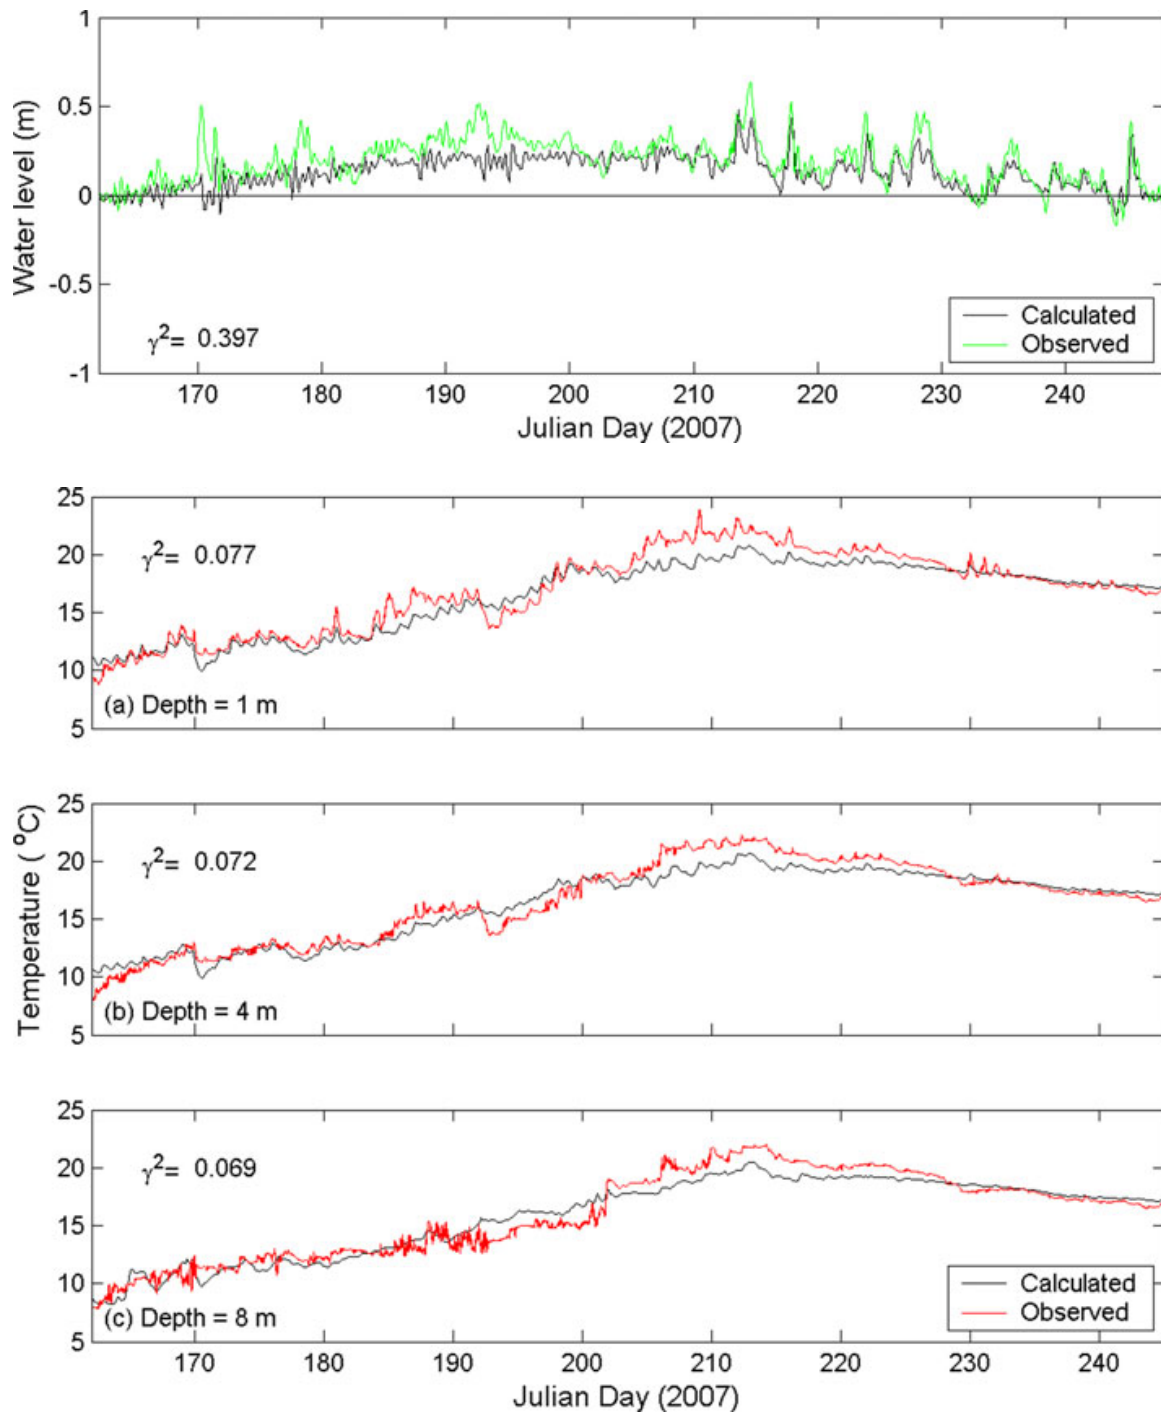 1
0.5
0
-0.5
-1
Water level (m)
γ²= 0.397
Calculated
Observed
170 180 190 200 210 220 230 240
Julian Day (2007)
25
20
15
10
5
γ²= 0.077
(a) Depth = 1 m
25
20
15
10
5
Temperature ( °C)
γ²= 0.072
(b) Depth = 4 m
25
20
15
10
5
γ²= 0.069
(c) Depth = 8 m
Calculated
Observed
170 180 190 200 210 220 230 240
Julian Day (2007)